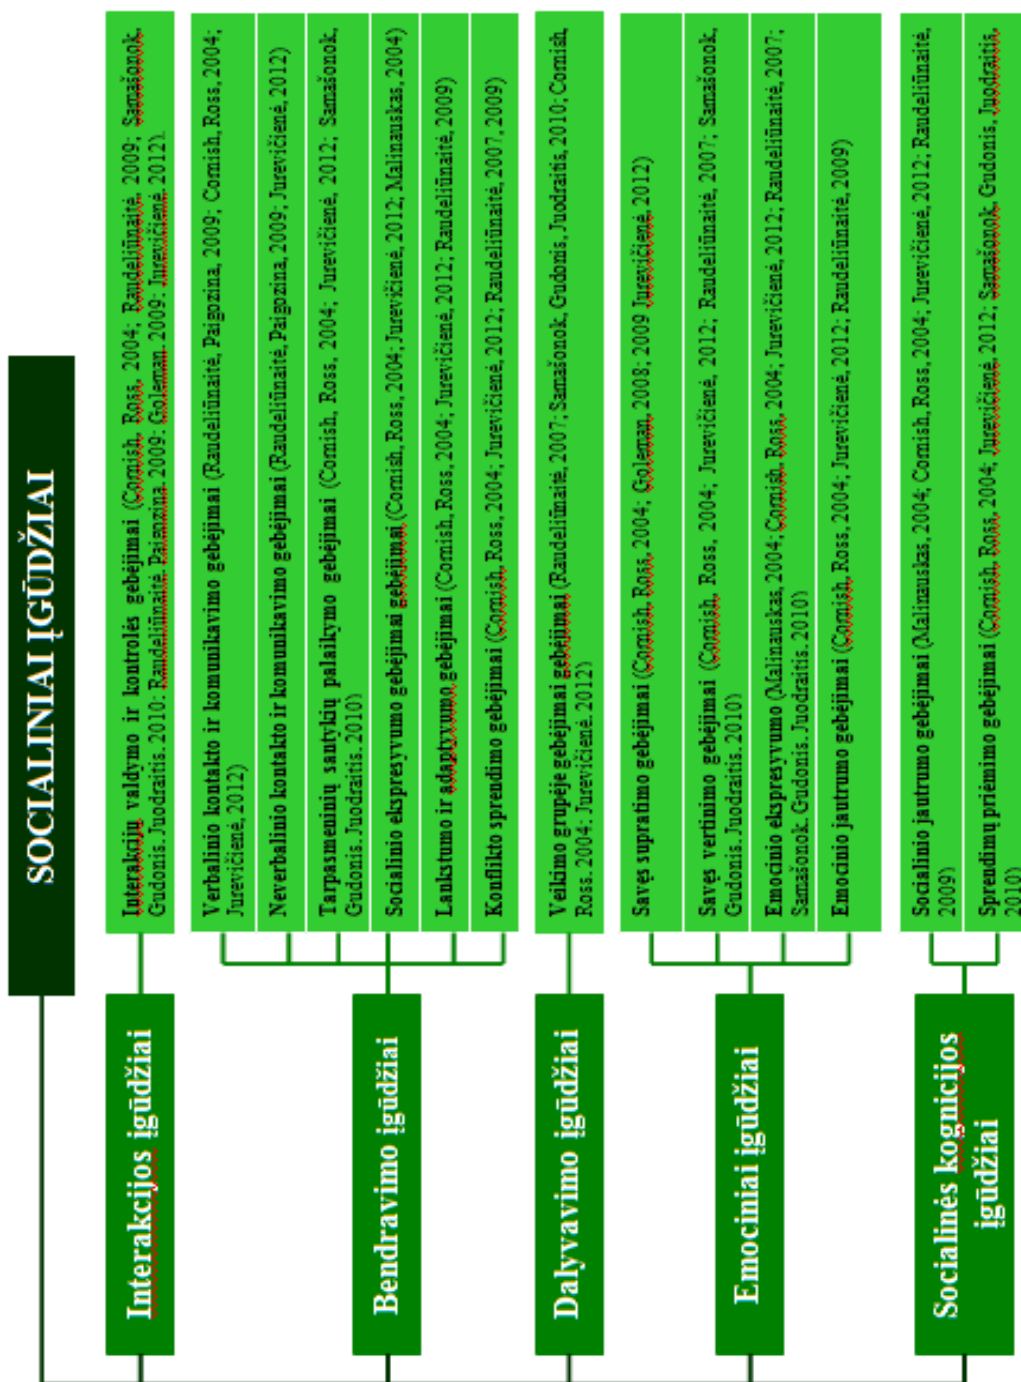 SOCIALINIAI ĮGŪDŽIAI
Interakcijos įgūdžiai
Interakcijų valdymo ir kontrolės gebėjimai (Cornish, Ross, 2004; Raudeliūnaitė, 2009; Samašonok,
Gudonis, Juodraitis, 2010; Raudeliūnaitė, Paigozina, 2009; Goleman, 2009; Jurevičienė, 2012).
Bendravimo įgūdžiai
Verbalinio kontakto ir komunikavimo gebėjimai (Raudeliūnaitė, Paigozina, 2009; Cornish, Ross, 2004;
Jurevičienė, 2012)
Neverbalinio kontakto ir komunikavimo gebėjimai (Raudeliūnaitė, Paigozina, 2009; Jurevičienė, 2012)
Tarpasmeninių santykių palaikymo gebėjimai (Cornish, Ross, 2004; Jurevičienė, 2012; Samašonok,
Gudonis, Juodraitis, 2010)
Socialinio ekspresyvumo gebėjimai gebėjimai (Cornish, Ross, 2004; Jurevičienė, 2012; Malinauskas, 2004)
Lankstumo ir adaptyvumo gebėjimai (Cornish, Ross, 2004; Jurevičienė, 2012; Raudeliūnaitė, 2009)
Konflikto sprendimo gebėjimai (Cornish, Ross, 2004; Jurevičienė, 2012; Raudeliūnaitė, 2007, 2009)
Dalyvavimo įgūdžiai
Veikimo grupėje gebėjimai gebėjimai (Raudeliūnaitė, 2007; Samašonok, Gudonis, Juodraitis, 2010; Cornish,
Ross, 2004; Jurevičienė, 2012)
Emociniai įgūdžiai
Savęs supratimo gebėjimai (Cornish, Ross, 2004; Goleman, 2008; 2009 Jurevičienė, 2012)
Savęs vertinimo gebėjimai (Cornish, Ross, 2004; Jurevičienė, 2012; Raudeliūnaitė, 2007; Samašonok,
Gudonis, Juodraitis, 2010)
Emocinio ekspresyvumo (Malinauskas, 2004; Cornish, Ross, 2004; Jurevičienė, 2012; Raudeliūnaitė, 2007;
Samašonok, Gudonis, Juodraitis, 2010)
Emocinio jautrumo gebėjimai (Cornish, Ross, 2004; Jurevičienė, 2012; Raudeliūnaitė, 2009)
Socialinės kognicijos
įgūdžiai
Socialinio jautrumo gebėjimai (Malinauskas, 2004; Cornish, Ross, 2004; Jurevičienė, 2012; Raudeliūnaitė,
2009)
Sprendimų priėmimo gebėjimai (Cornish, Ross, 2004; Jurevičienė, 2012; Samašonok, Gudonis, Juodraitis,
2010)